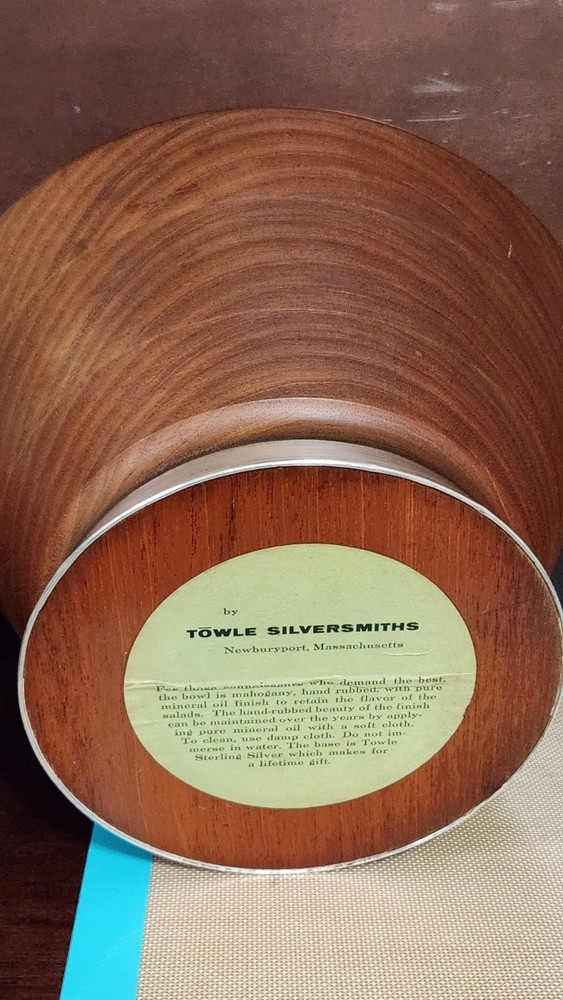 by
TŌWLE SILVERSMITHS
Newburyport, Massachusetts
For those connoisseurs who demand the best,
the bowl is mahogany, hand rubbed, with pure
mineral oil finish to retain the flavor of the
salads. The hand-rubbed beauty of the finish
can be maintained over the years by apply-
ing pure mineral oil with a soft cloth.
To clean, use damp cloth. Do not im-
merse in water. The base is Towle
Sterling Silver which makes for
a lifetime gift.